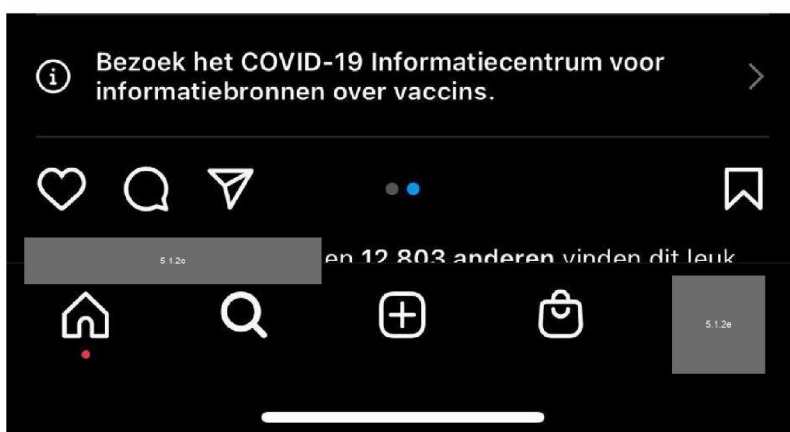 Bezoek het COVID-19 Informatiecentrum voor
informatiebronnen over vaccins.
5.1.2e en 12.803 anderen vinden dit leuk
5.1.2e